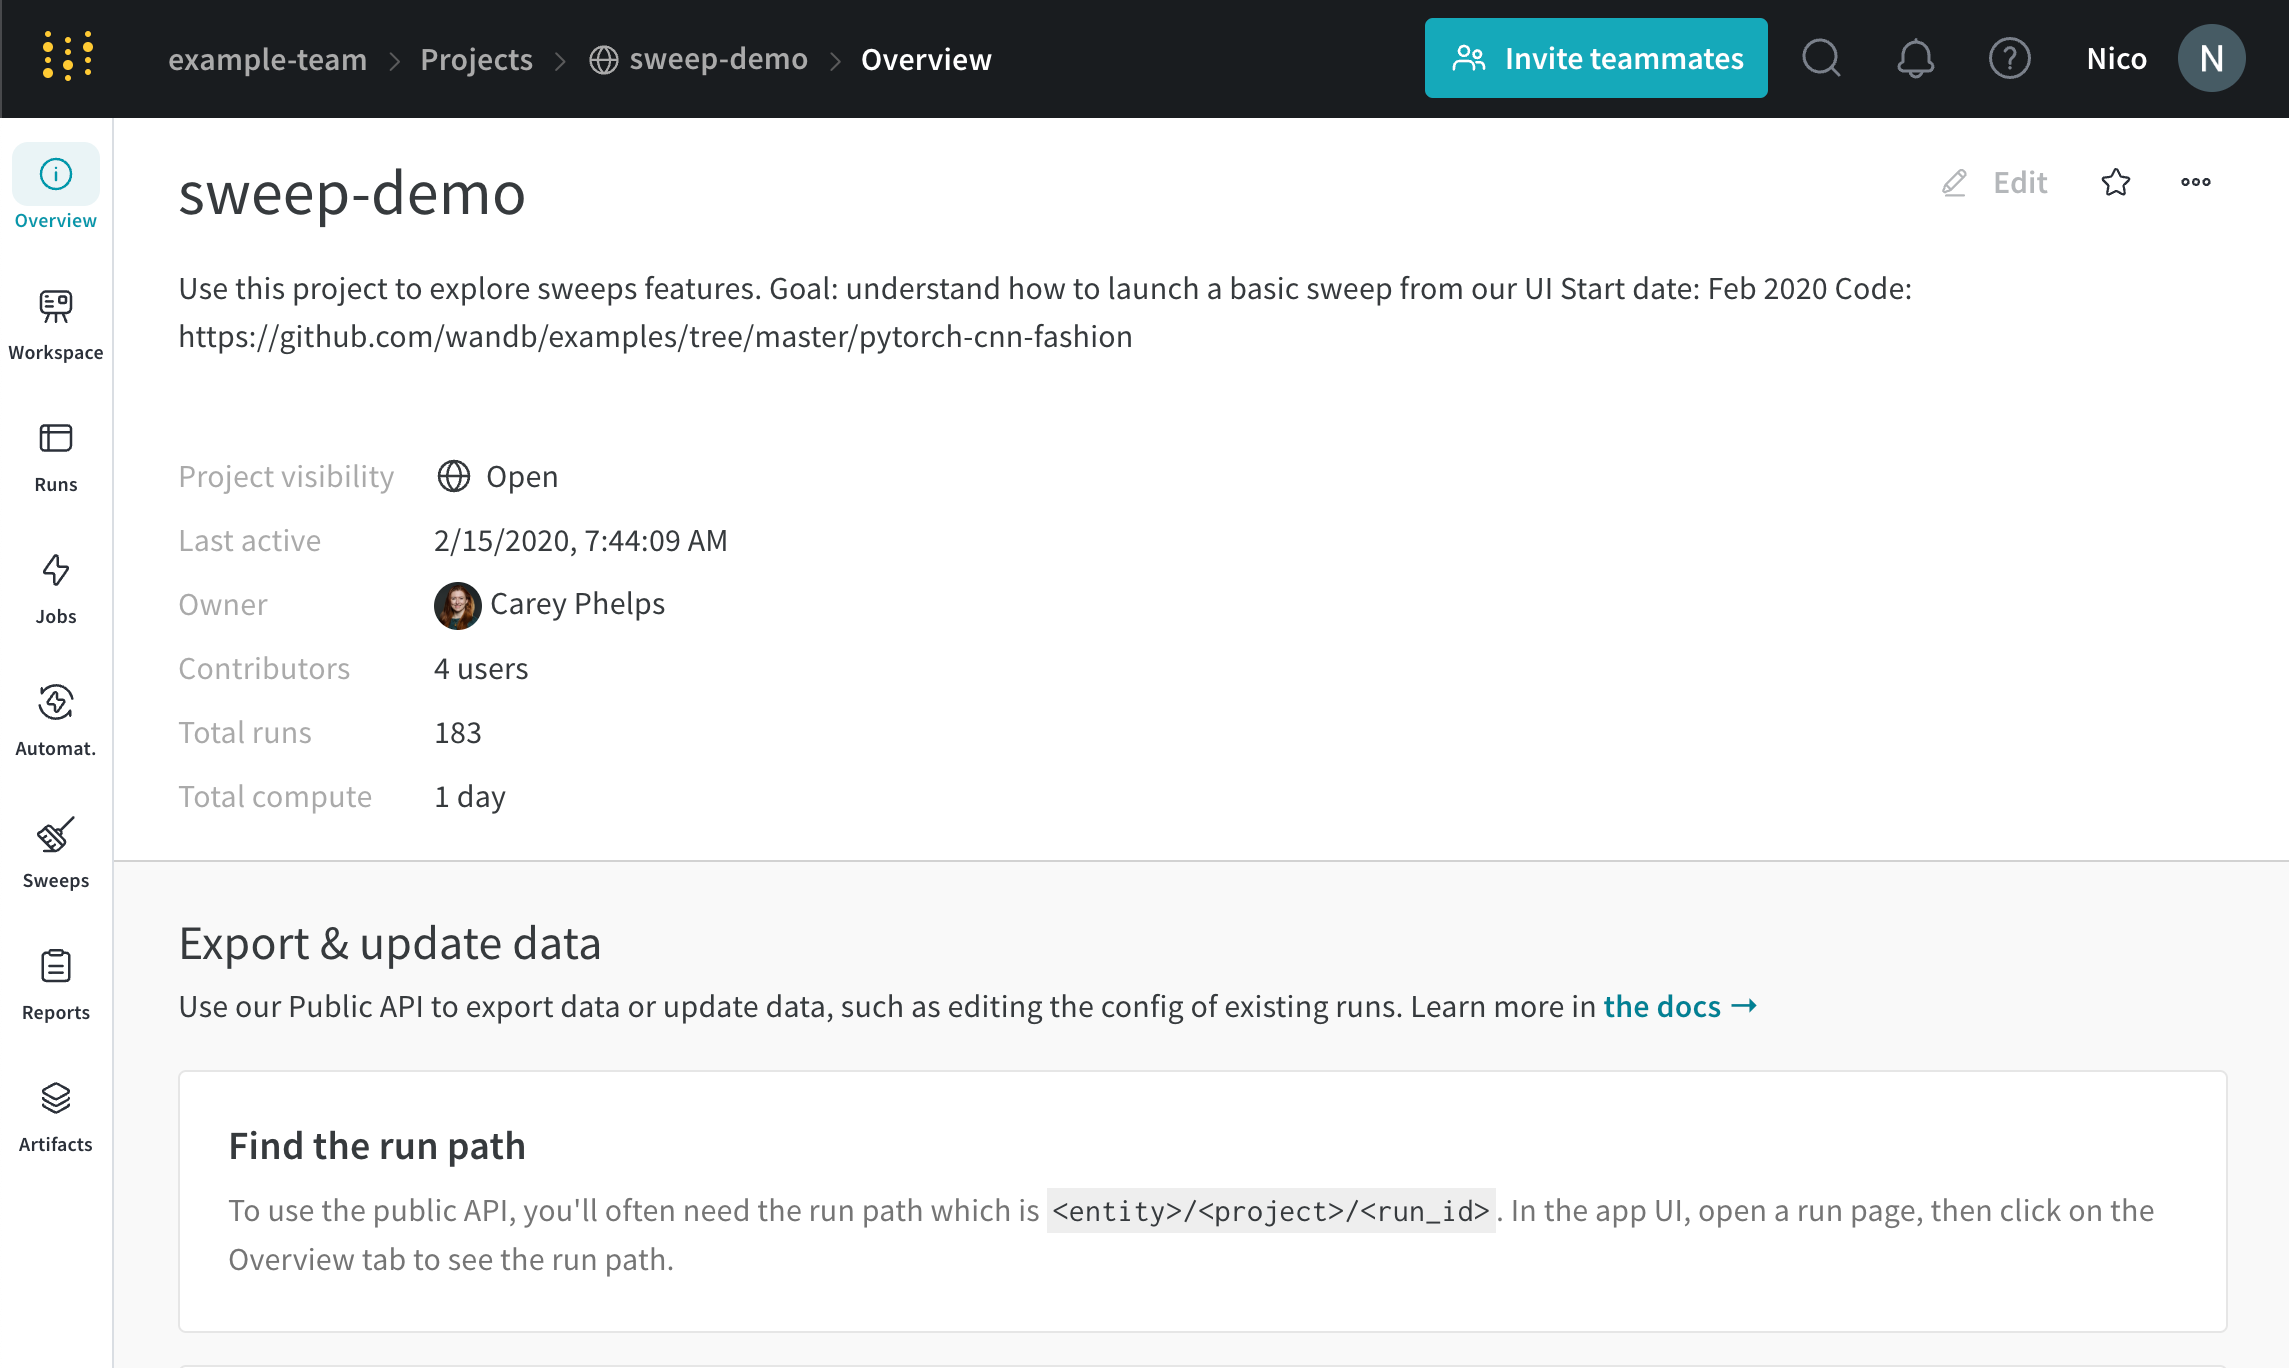 example-team > Projects > sweep-demo > Overview
Invite teammates
Nico
N
Overview
Workspace
Runs
Jobs
Automat.
Sweeps
Reports
Artifacts
sweep-demo
Edit
Use this project to explore sweeps features. Goal: understand how to launch a basic sweep from our UI Start date: Feb 2020 Code:
https://github.com/wandb/examples/tree/master/pytorch-cnn-fashion
Project visibility Open
Last active 2/15/2020, 7:44:09 AM
Owner Carey Phelps
Contributors 4 users
Total runs 183
Total compute 1 day
Export & update data
Use our Public API to export data or update data, such as editing the config of existing runs. Learn more in the docs →
Find the run path
To use the public API, you'll often need the run path which is <entity>/<project>/<run_id>. In the app UI, open a run page, then click on the
Overview tab to see the run path.